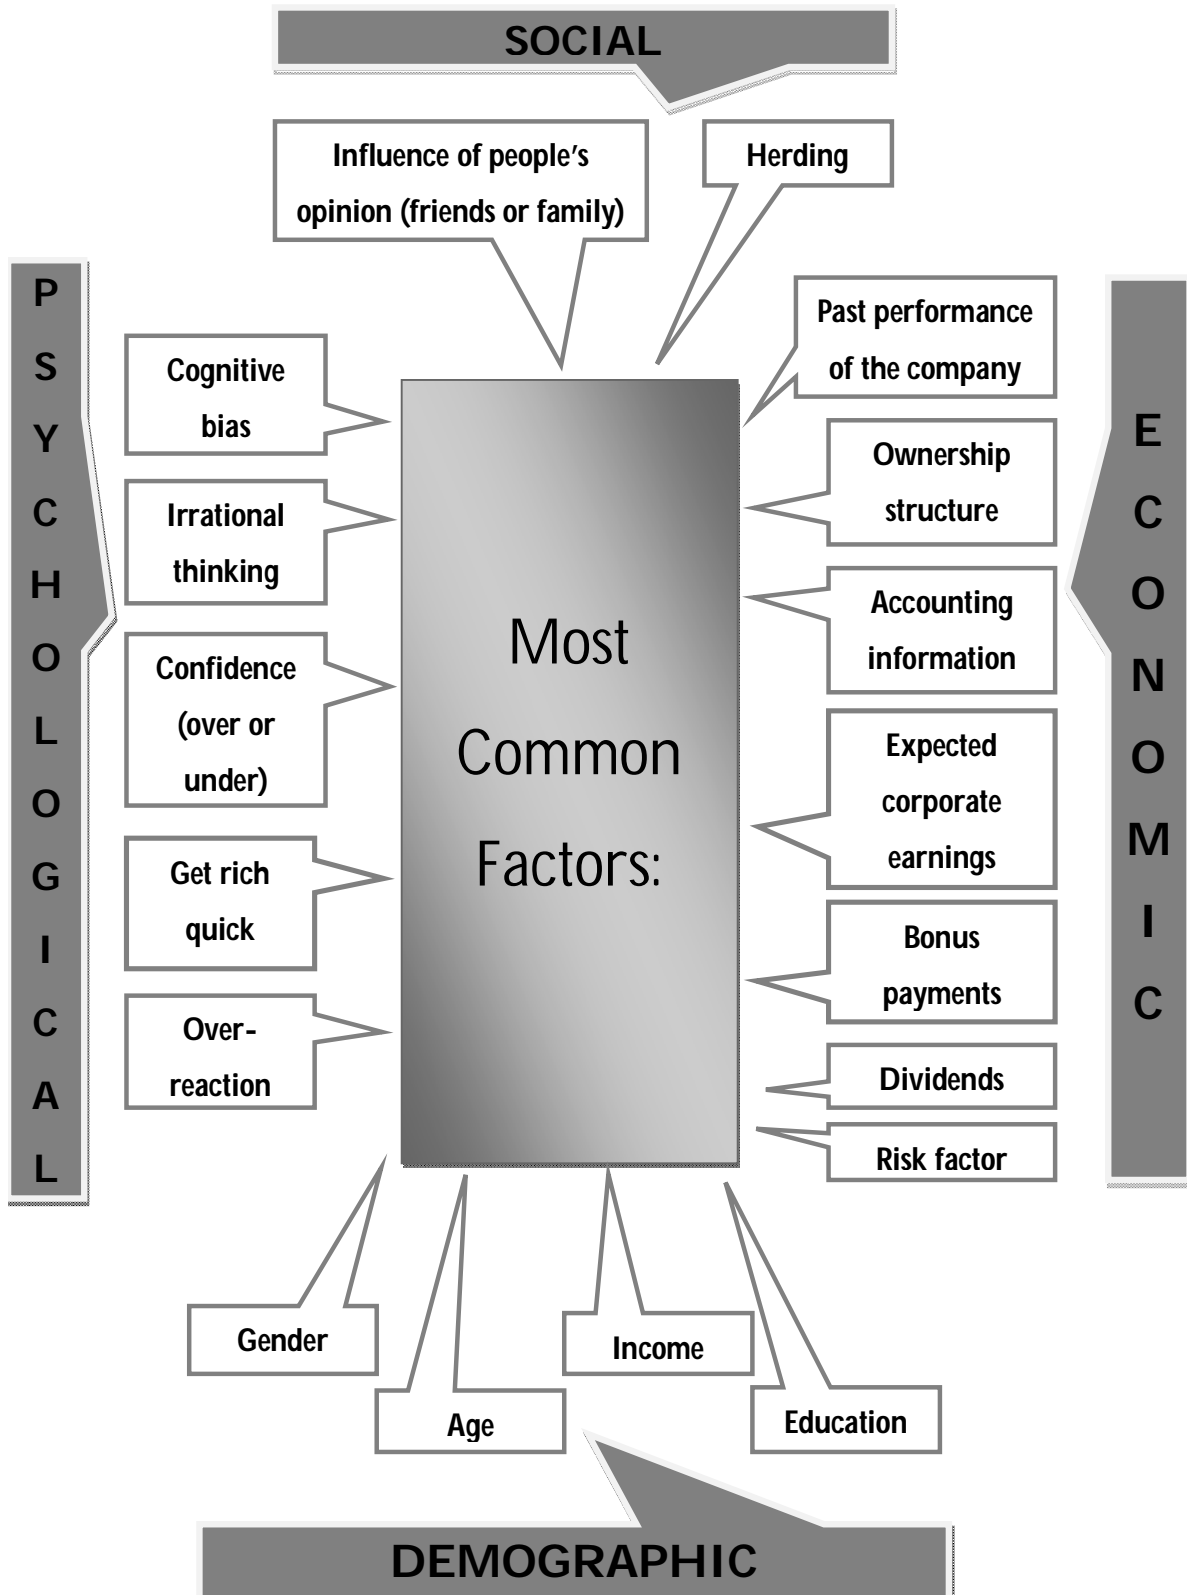 SOCIAL
Influence of people's
opinion (friends or family)
Herding
P
S
Y
C
H
O
L
O
G
I
C
A
L
Cognitive
bias
Irrational
thinking
Confidence
(over or
under)
Get rich
quick
Over-
reaction
Most
Common
Factors:
Past performance
of the company
Ownership
structure
Accounting
information
Expected
corporate
earnings
Bonus
payments
Dividends
Risk factor
E
C
O
N
O
M
I
C
Gender
Age
Income
Education
DEMOGRAPHIC